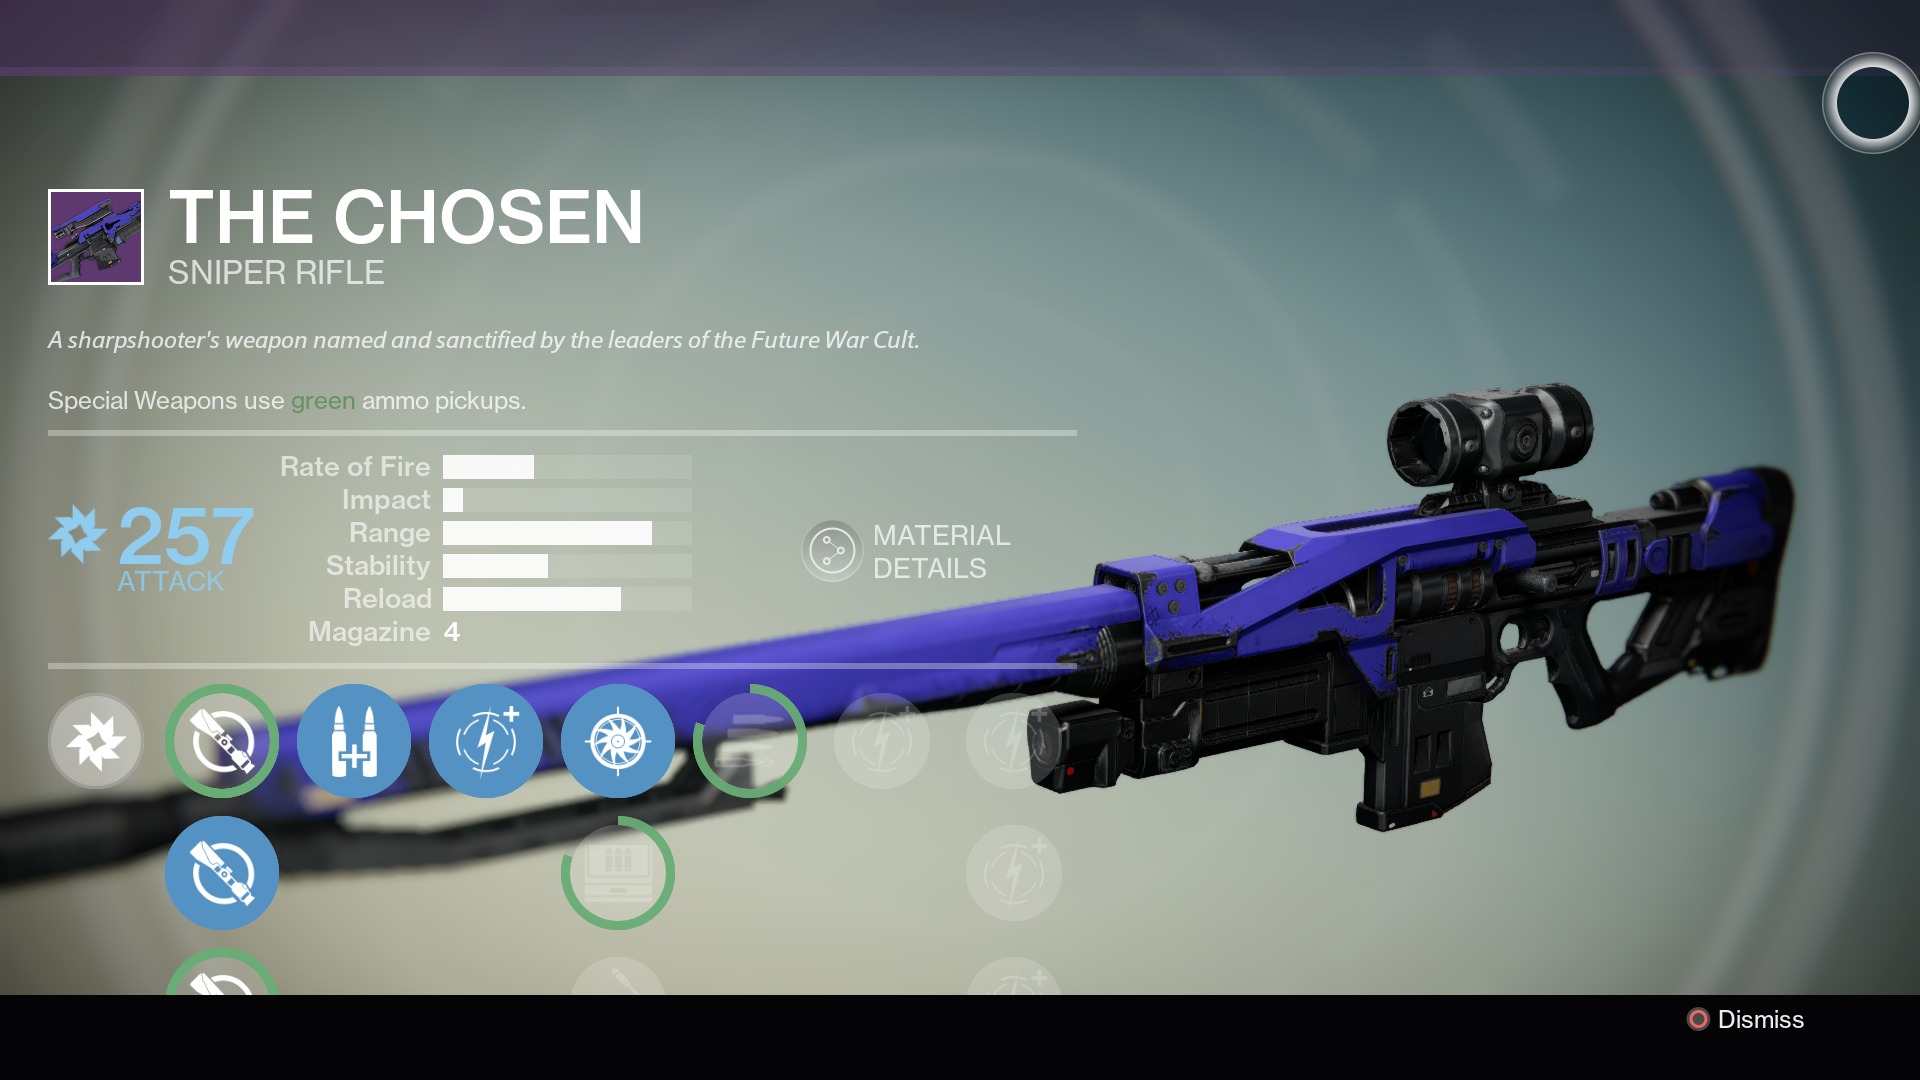 THE CHOSEN
SNIPER RIFLE
A sharpshooter's weapon named and sanctified by the leaders of the Future War Cult.
Special Weapons use green ammo pickups.
257
ATTACK
Rate of Fire
Impact
Range
Stability
Reload
Magazine 4
MATERIAL
DETAILS
Dismiss